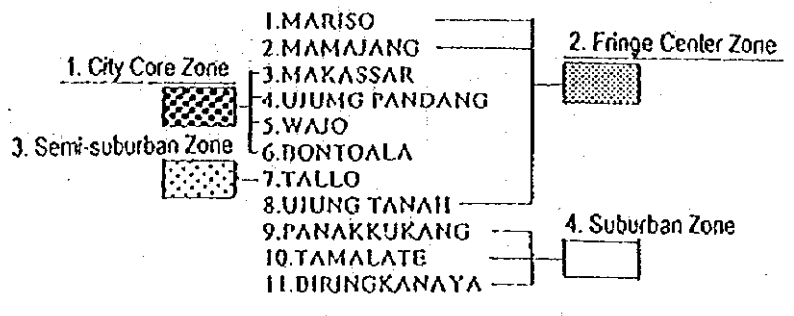 1.MARISO
2.MAMAJANG
2. Fringe Center Zone
1. City Core Zone
3.MAKASSAR
4.UJUMG PANDANG
5.WAJO
3. Semi-suburban Zone
6.BONTOALA
7.TALLO
8.UJUNG TANAH
9.PANAKKUKANG
4. Suburban Zone
10.TAMALATE
11.BIRINGKANAYA